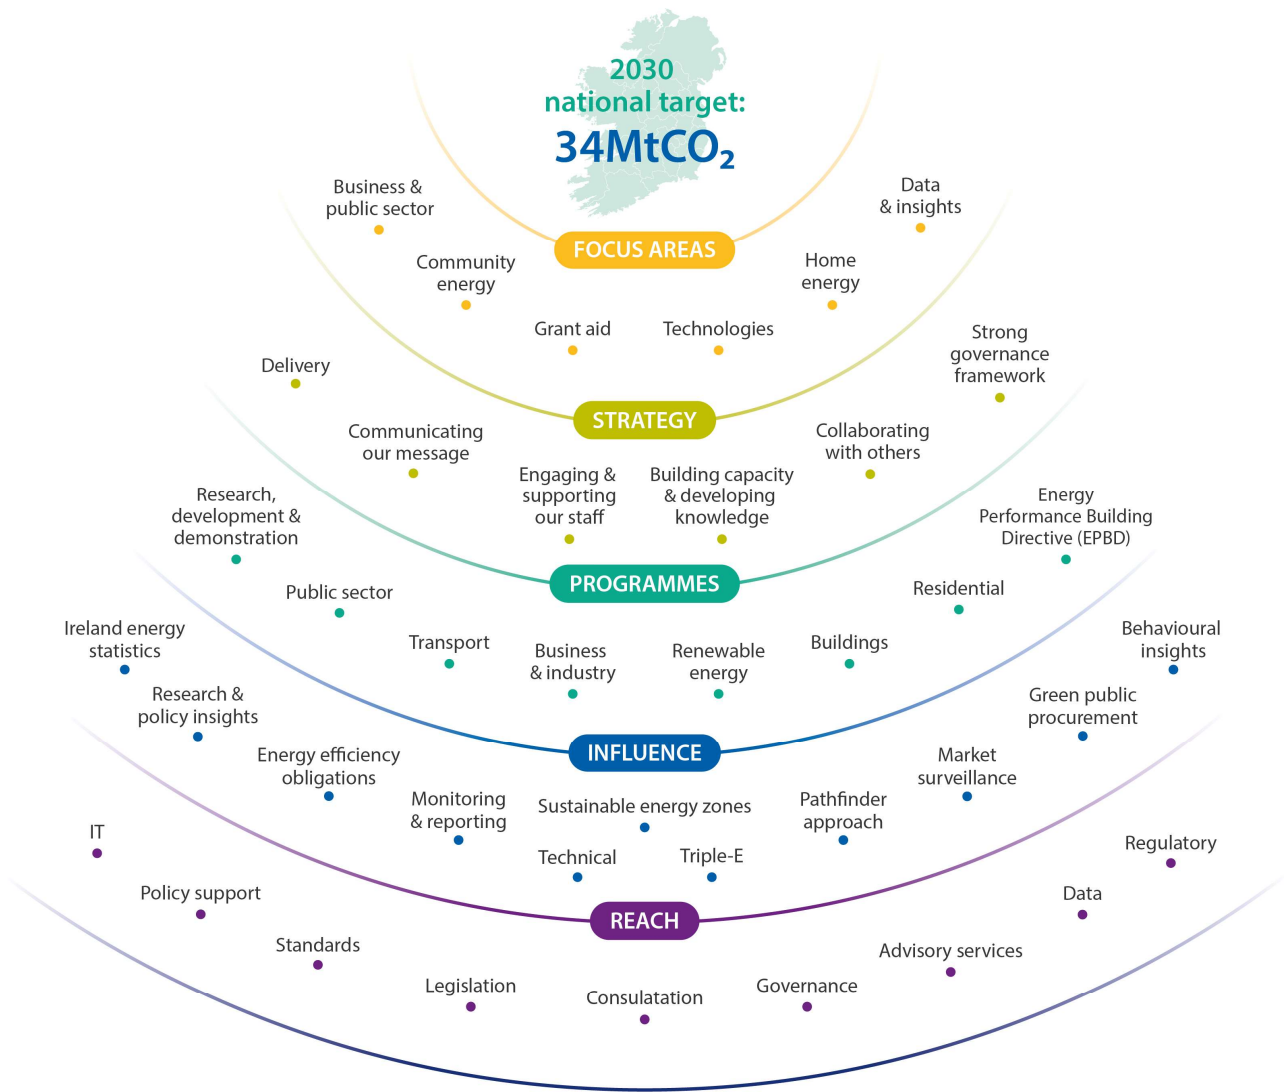 2030
national target:
34MtCO₂
FOCUS AREAS
Business &
public sector
Community
energy
Grant aid
Technologies
Home
energy
Data
& insights
STRATEGY
Delivery
Communicating
our message
Engaging &
supporting
our staff
Building capacity
& developing
knowledge
Collaborating
with others
Strong
governance
framework
PROGRAMMES
Research,
development &
demonstration
Public sector
Transport
Business
& industry
Renewable
energy
Buildings
Residential
Energy
Performance Building
Directive (EPBD)
INFLUENCE
Ireland energy
statistics
Research &
policy insights
Energy efficiency
obligations
Monitoring
& reporting
Sustainable energy zones
Technical
Triple-E
Pathfinder
approach
Market
surveillance
Green public
procurement
Behavioural
insights
REACH
IT
Policy support
Standards
Legislation
Consulatation
Governance
Advisory services
Data
Regulatory